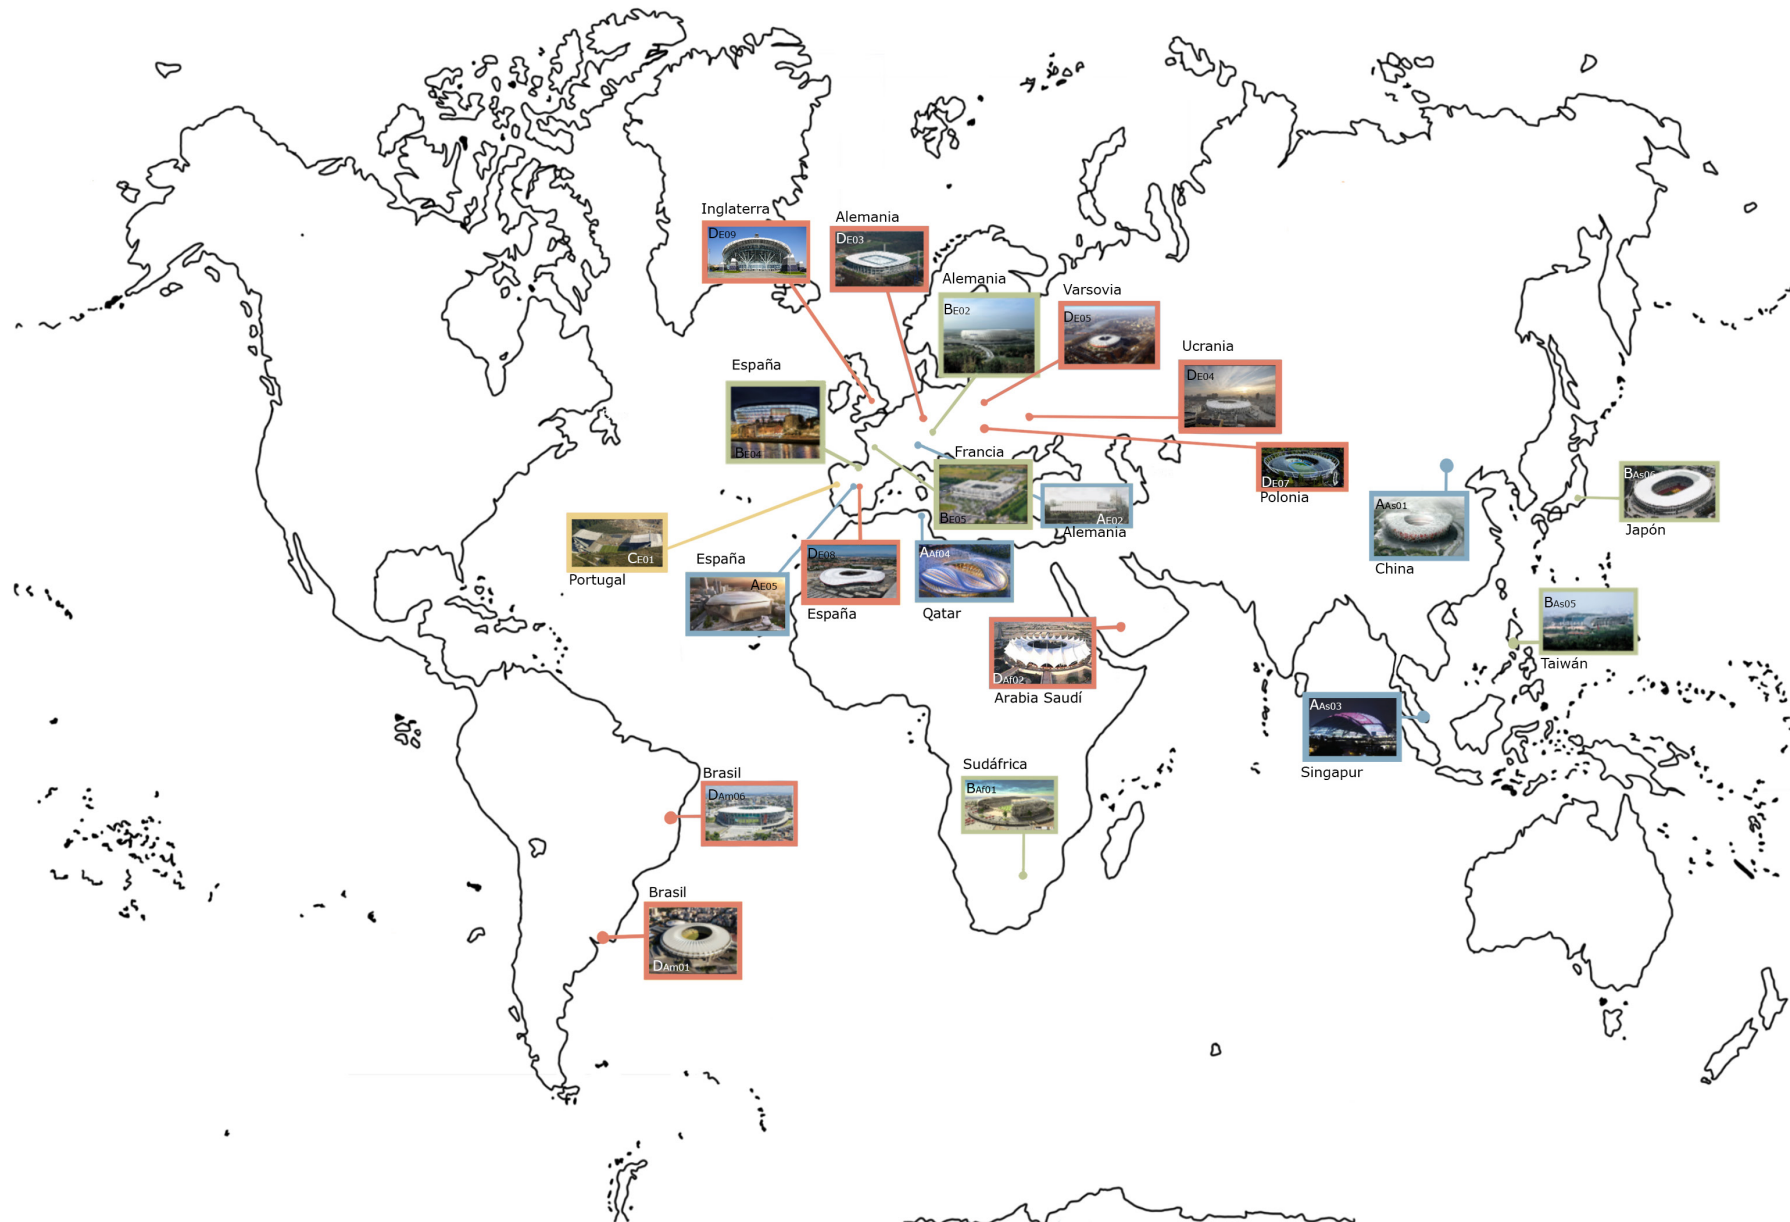 Inglaterra
DE09
Alemania
DE03
Alemania
BE02
Varsovia
DE05
Ucrania
DE04
España
BE04
Francia
BE05
DE07
Polonia
AE02
Alemania
AAs01
China
BAs06
Japón
CE01
Portugal
España
AE05
DE08
España
AAf04
Qatar
BAs05
Taiwán
DAf02
Arabia Saudí
AAs03
Singapur
Brasil
DAm06
Sudáfrica
BAf01
Brasil
DAm01